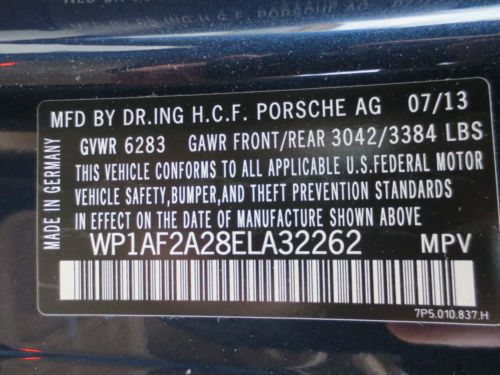 MFD BY DR.ING H.C.F. PORSCHE AG 07/13
GVWR 6283 GAWR FRONT/REAR 3042/3384 LBS
THIS VEHICLE CONFORMS TO ALL APPLICABLE U.S.FEDERAL MOTOR
VEHICLE SAFETY,BUMPER,AND THEFT PREVENTION STANDARDS
IN EFFECT ON THE DATE OF MANUFACTURE SHOWN ABOVE
MADE IN GERMANY
WP1AF2A28ELA32262 MPV
7P5.010.837.H